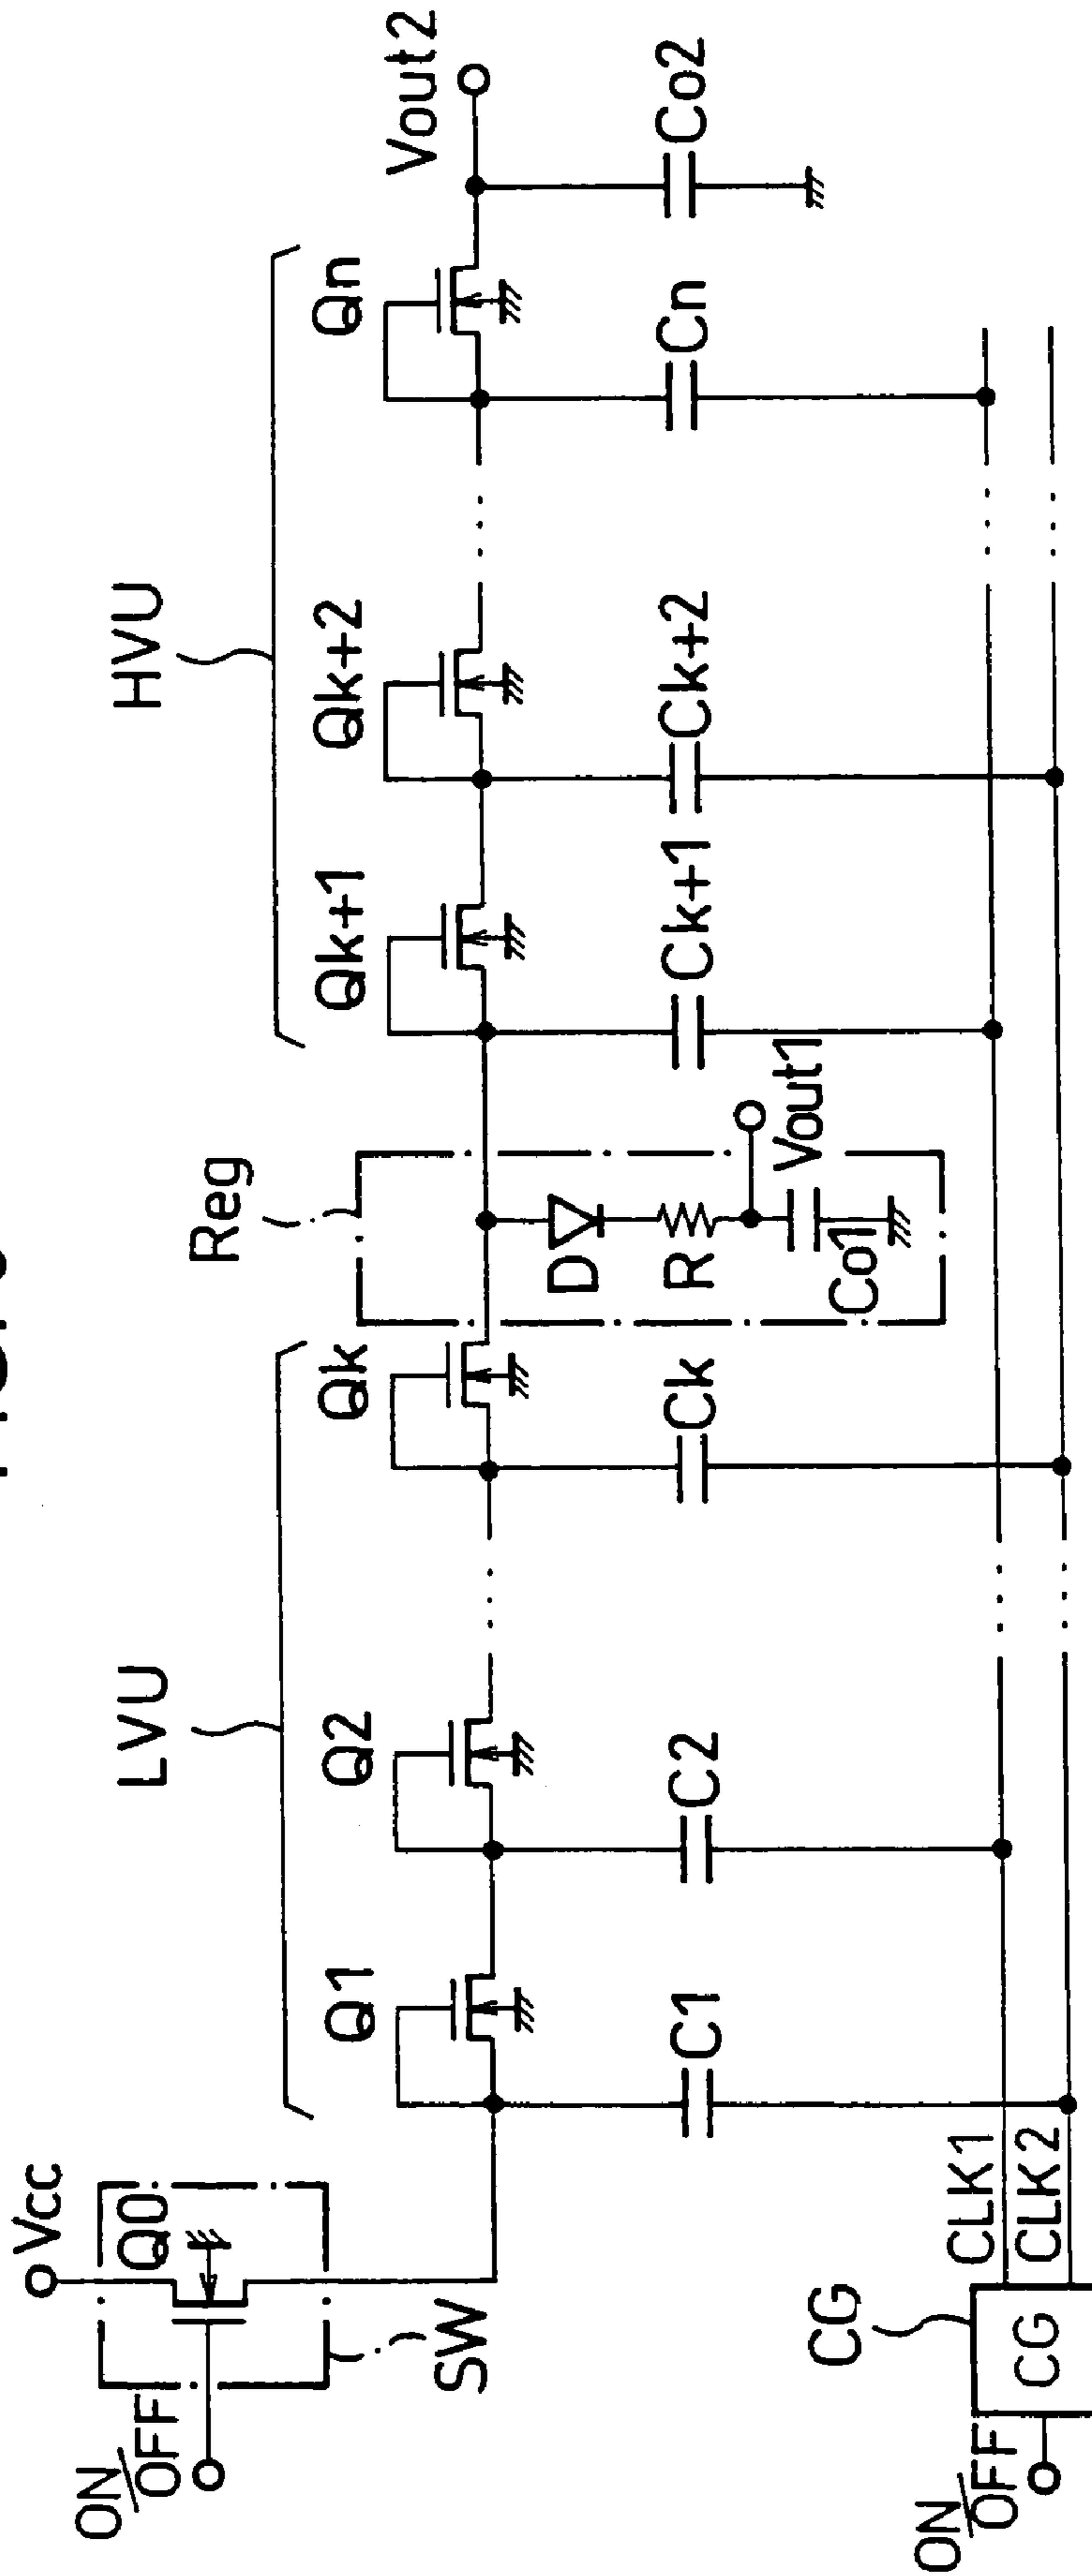 HVU
LVU
Reg
Vcc
Q0
Q1
Q2
Qk
Qk+1
Qk+2
Qn
Vout2
ON/OFF
SW
D
R
Co1
Vout1
C1
C2
Ck
Ck+1
Ck+2
Cn
Co2
CG
CLK1
CLK2
ON/OFF
CG